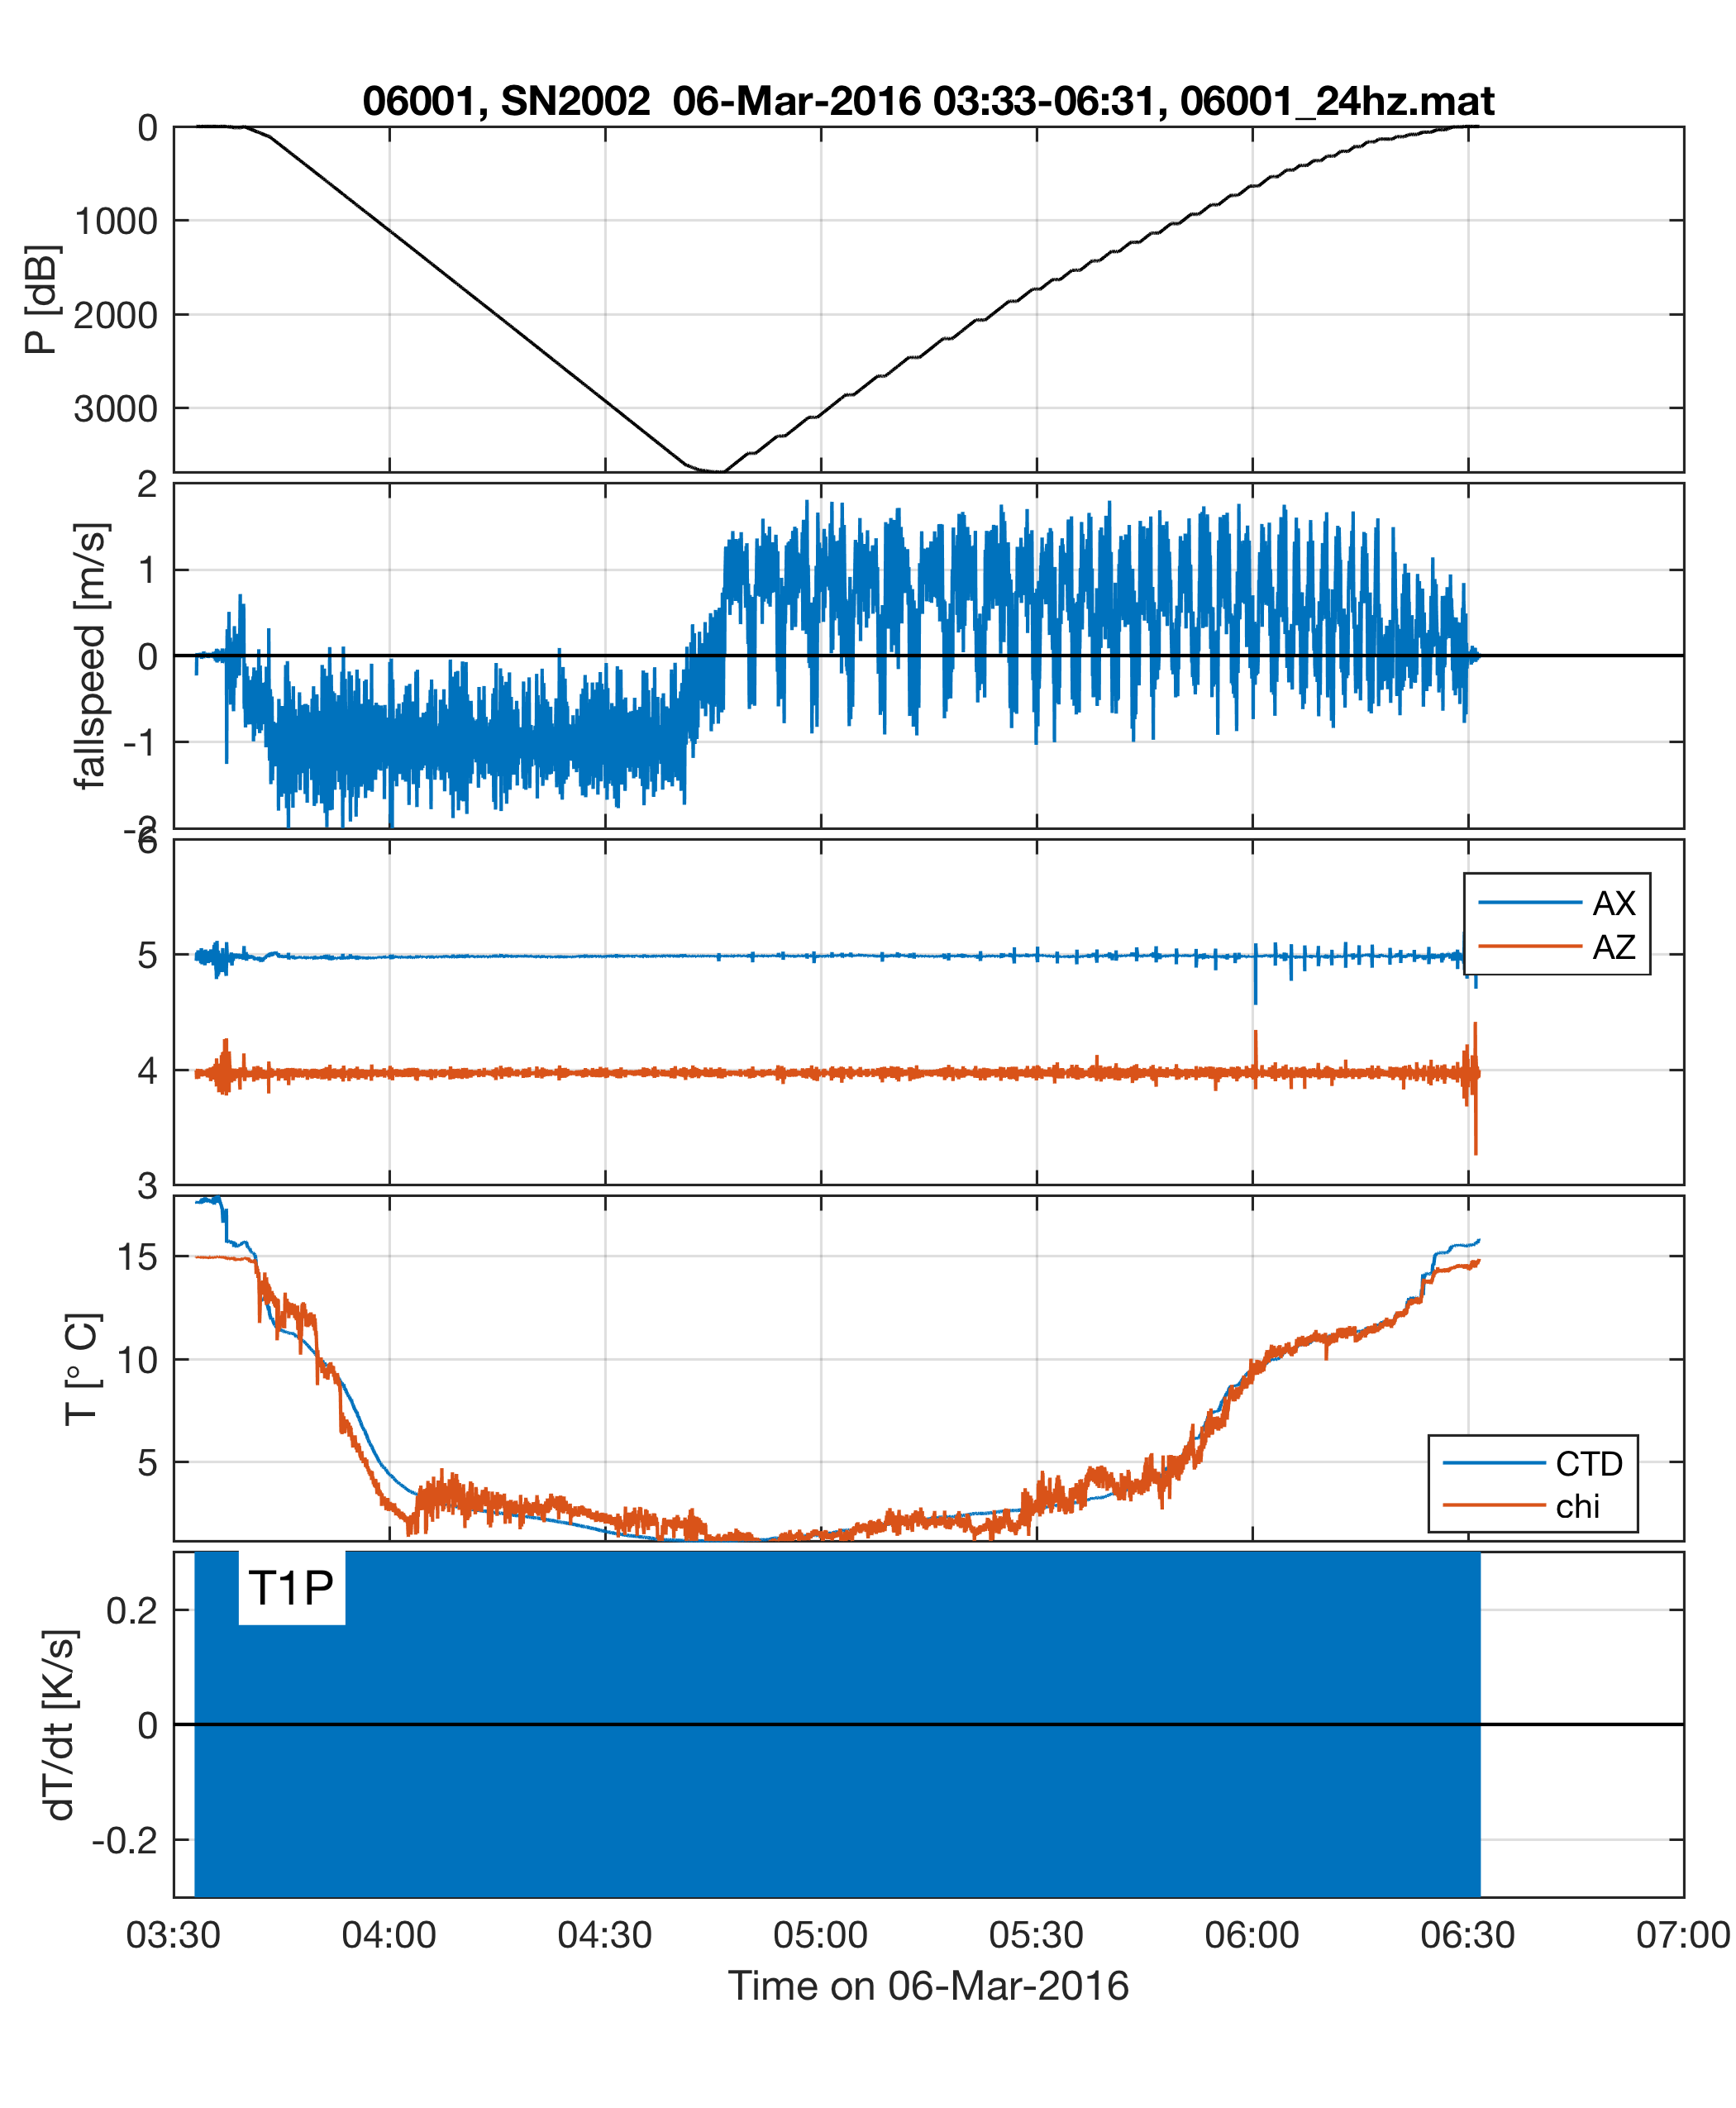 06001, SN2002  06-Mar-2016 03:33-06:31, 06001_24hz.mat
0
1000
2000
3000
P [dB]
2
1
0
-1
-2
fallspeed [m/s]
6
5
4
3
AX
AZ
15
10
5
T [° C]
CTD
chi
T1P
0.2
0
-0.2
dT/dt [K/s]
03:30 04:00 04:30 05:00 05:30 06:00 06:30 07:00
Time on 06-Mar-2016